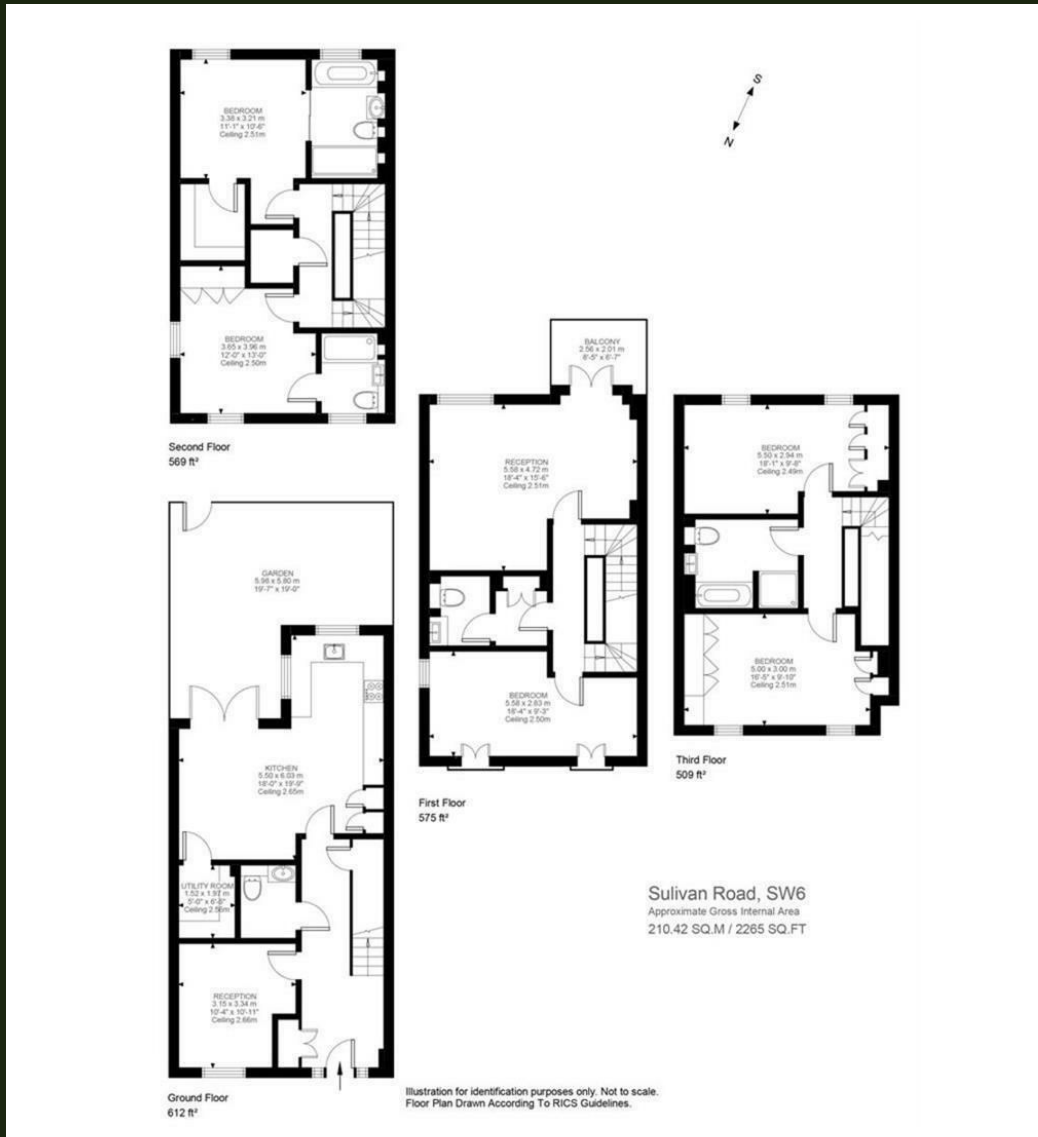 BEDROOM
3.38 x 3.21 m
11'-1" x 10'-6"
Ceiling 2.51m
S
N
BEDROOM
3.65 x 3.96 m
12'-0" x 13'-0"
Ceiling 2.50m
Second Floor
569 ft²
BALCONY
2.56 x 2.01 m
8'-5" x 6'-7"
RECEPTION
5.58 x 4.72 m
18'-4" x 15'-6"
Ceiling 2.51m
BEDROOM
5.58 x 2.83 m
18'-4" x 9'-3"
Ceiling 2.50m
First Floor
575 ft²
BEDROOM
5.50 x 2.94 m
18'-1" x 9'-8"
Ceiling 2.49m
BEDROOM
5.00 x 3.00 m
16'-5" x 9'-10"
Ceiling 2.51m
Third Floor
509 ft²
GARDEN
5.98 x 5.80 m
19'-7" x 19'-0"
KITCHEN
5.50 x 6.03 m
18'-0" x 19'-9"
Ceiling 2.65m
UTILITY ROOM
1.52 x 1.97 m
5'-0" x 6'-6"
Ceiling 2.56m
RECEPTION
3.15 x 3.34 m
10'-4" x 10'-11"
Ceiling 2.66m
Ground Floor
612 ft²
Sulivan Road, SW6
Approximate Gross Internal Area
210.42 SQ.M / 2265 SQ.FT
Illustration for identification purposes only. Not to scale.
Floor Plan Drawn According To RICS Guidelines.